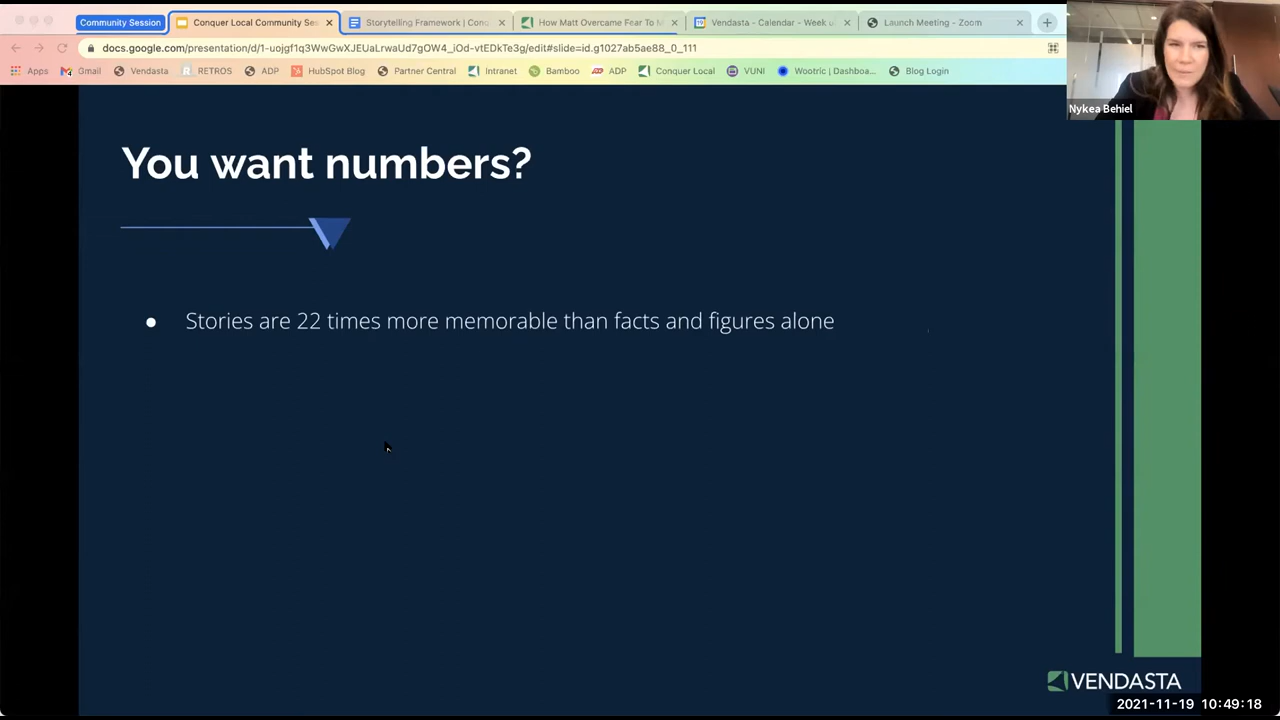 Community Session
Conquer Local Community Se
Storytelling Framework | Conc
How Matt Overcame Fear To M
Vendasta - Calendar - Week o
Launch Meeting - Zoom
docs.google.com/presentation/d/1-uojgf1q3WwGwXJEUaLrwaUd7gOW4_iOd-vtEDkTe3g/edit#slide=id.g1027ab5ae88_0_111
Apps Gmail Vendasta RETROS ADP HubSpot Blog Partner Central Intranet Bamboo ADP Conquer Local VUNI Wootric | Dashboa... Blog Login
Nykea Behiel
You want numbers?
● Stories are 22 times more memorable than facts and figures alone
VENDASTA
2021-11-19 10:49:18